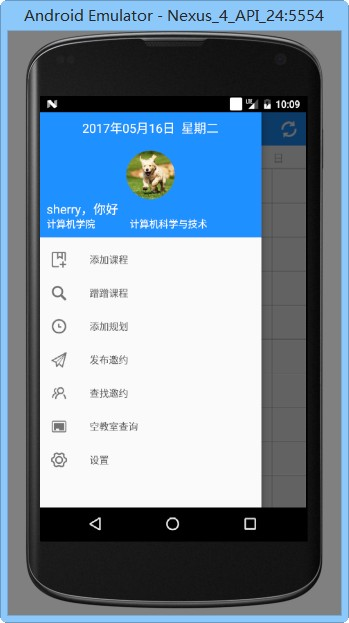 Android Emulator - Nexus_4_API_24:5554
10:09
2017年05月16日 星期二
日
sherry，你好
计算机学院 计算机科学与技术
添加课程
蹭蹭课程
添加规划
发布邀约
查找邀约
空教室查询
设置